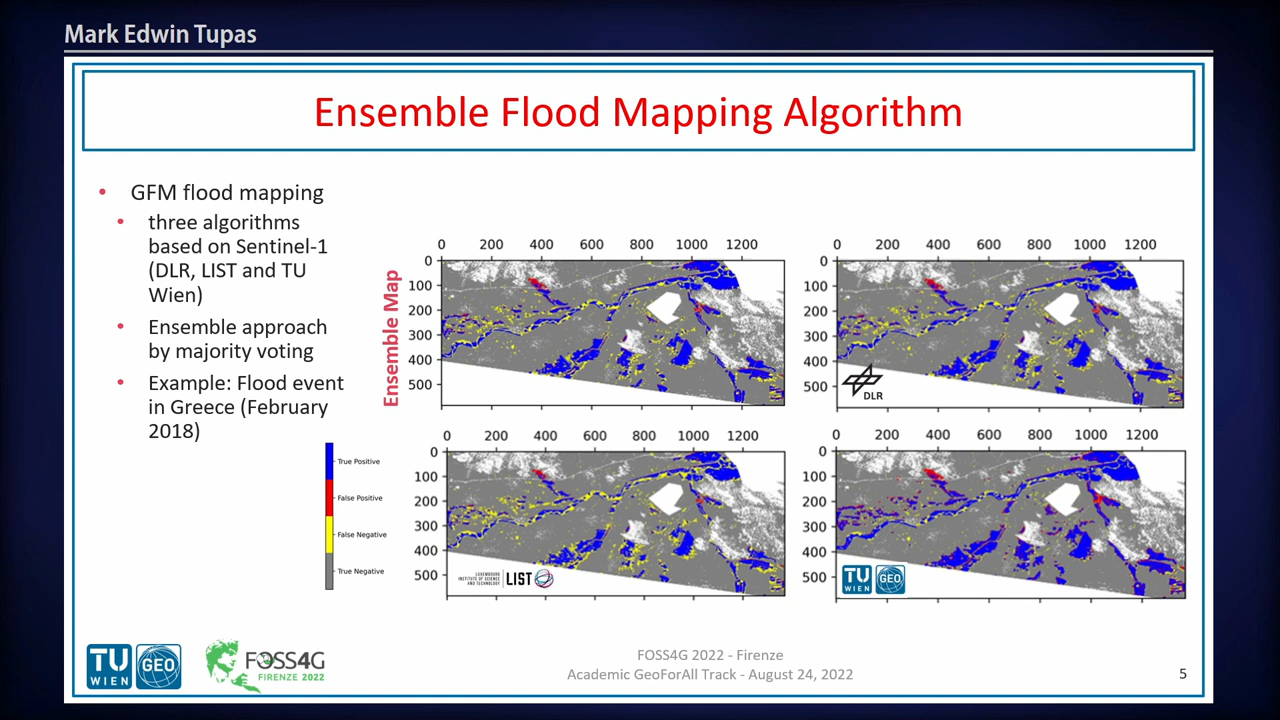 Mark Edwin Tupas
Ensemble Flood Mapping Algorithm
• GFM flood mapping
• three algorithms
based on Sentinel-1
(DLR, LIST and TU
Wien)
• Ensemble approach
by majority voting
• Example: Flood event
in Greece (February
2018)
Ensemble Map
0 200 400 600 800 1000 1200
0
100
200
300
400
500
0 200 400 600 800 1000 1200
0
100
200
300
400
500
DLR
True Positive
False Positive
False Negative
True Negative
0 200 400 600 800 1000 1200
0
100
200
300
400
500
LUXEMBOURG
INSTITUTE OF SCIENCE
AND TECHNOLOGY
LIST
0 200 400 600 800 1000 1200
0
100
200
300
400
500
TU
WIEN
GEO
TU
WIEN
GEO
FOSS4G
FIRENZE 2022
FOSS4G 2022 - Firenze
Academic GeoForAll Track - August 24, 2022
5